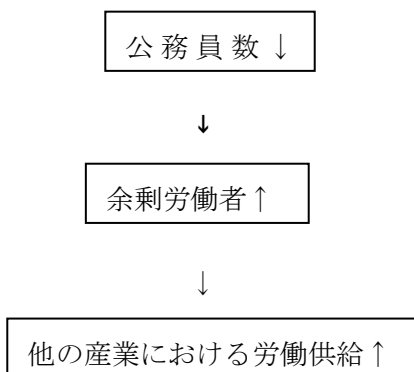 公務員数↓
↓
余剰労働者↑
↓
他の産業における労働供給↑